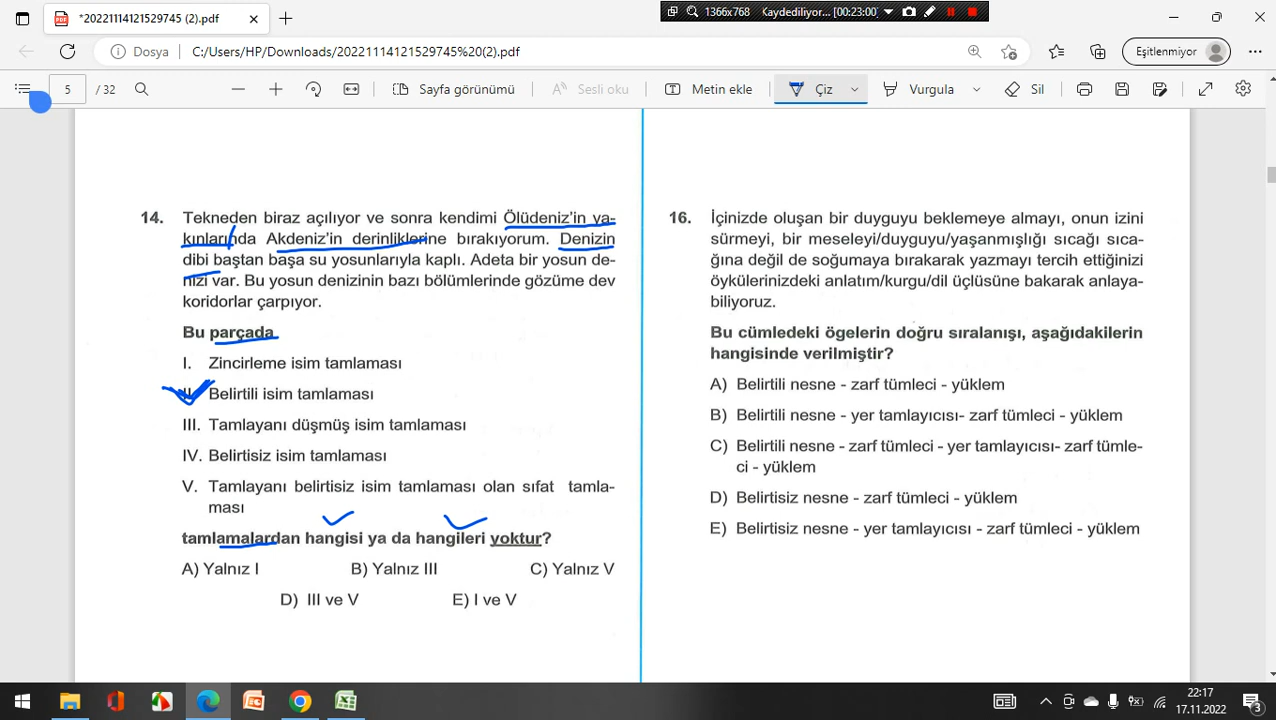 *20221114121529745 (2).pdf
1366x768 Kaydediliyor... [00:23:00]
Dosya C:/Users/HP/Downloads/20221114121529745%20(2).pdf
Eşitlenmiyor
5 / 32
Sayfa görünümü
Sesli oku
Metin ekle
Çiz
Vurgula
Sil
14. Tekneden biraz açılıyor ve sonra kendimi Ölüdeniz'in ya-
kınlarında Akdeniz'in derinliklerine bırakıyorum. Denizin
dibi baştan başa su yosunlarıyla kaplı. Adeta bir yosun de-
nizi var. Bu yosun denizinin bazı bölümlerinde gözüme dev
koridorlar çarpıyor.
Bu parçada
I. Zincirleme isim tamlaması
II. Belirtili isim tamlaması
III. Tamlayanı düşmüş isim tamlaması
IV. Belirtisiz isim tamlaması
V. Tamlayanı belirtisiz isim tamlaması olan sıfat tamla-
ması
tamlamalardan hangisi ya da hangileri yoktur?
A) Yalnız I B) Yalnız III C) Yalnız V
D) III ve V E) I ve V
16. İçinizde oluşan bir duyguyu beklemeye almayı, onun izini
sürmeyi, bir meseleyi/duyguyu/yaşanmışlığı sıcağı sıca-
ğına değil de soğumaya bırakarak yazmayı tercih ettiğinizi
öykülerinizdeki anlatım/kurgu/dil üçlüsüne bakarak anlaya-
biliyoruz.
Bu cümledeki ögelerin doğru sıralanışı, aşağıdakilerin
hangisinde verilmiştir?
A) Belirtili nesne - zarf tümleci - yüklem
B) Belirtili nesne - yer tamlayıcısı- zarf tümleci - yüklem
C) Belirtili nesne - zarf tümleci - yer tamlayıcısı- zarf tümle-
ci - yüklem
D) Belirtisiz nesne - zarf tümleci - yüklem
E) Belirtisiz nesne - yer tamlayıcısı - zarf tümleci - yüklem
22:17
17.11.2022
3